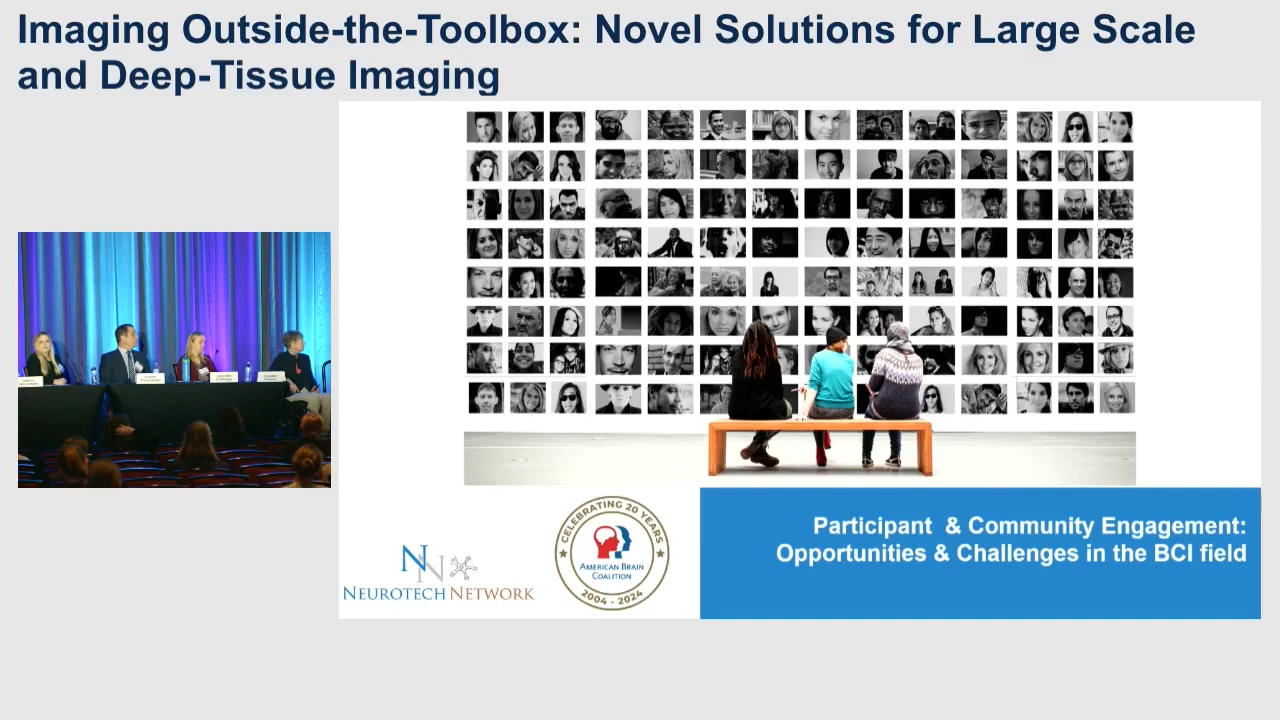 Imaging Outside-the-Toolbox: Novel Solutions for Large Scale
and Deep-Tissue Imaging
Participant & Community Engagement:
Opportunities & Challenges in the BCI field
NN
NEUROTECH NETWORK
CELEBRATING 20 YEARS
AMERICAN BRAIN
COALITION
2004 - 2024